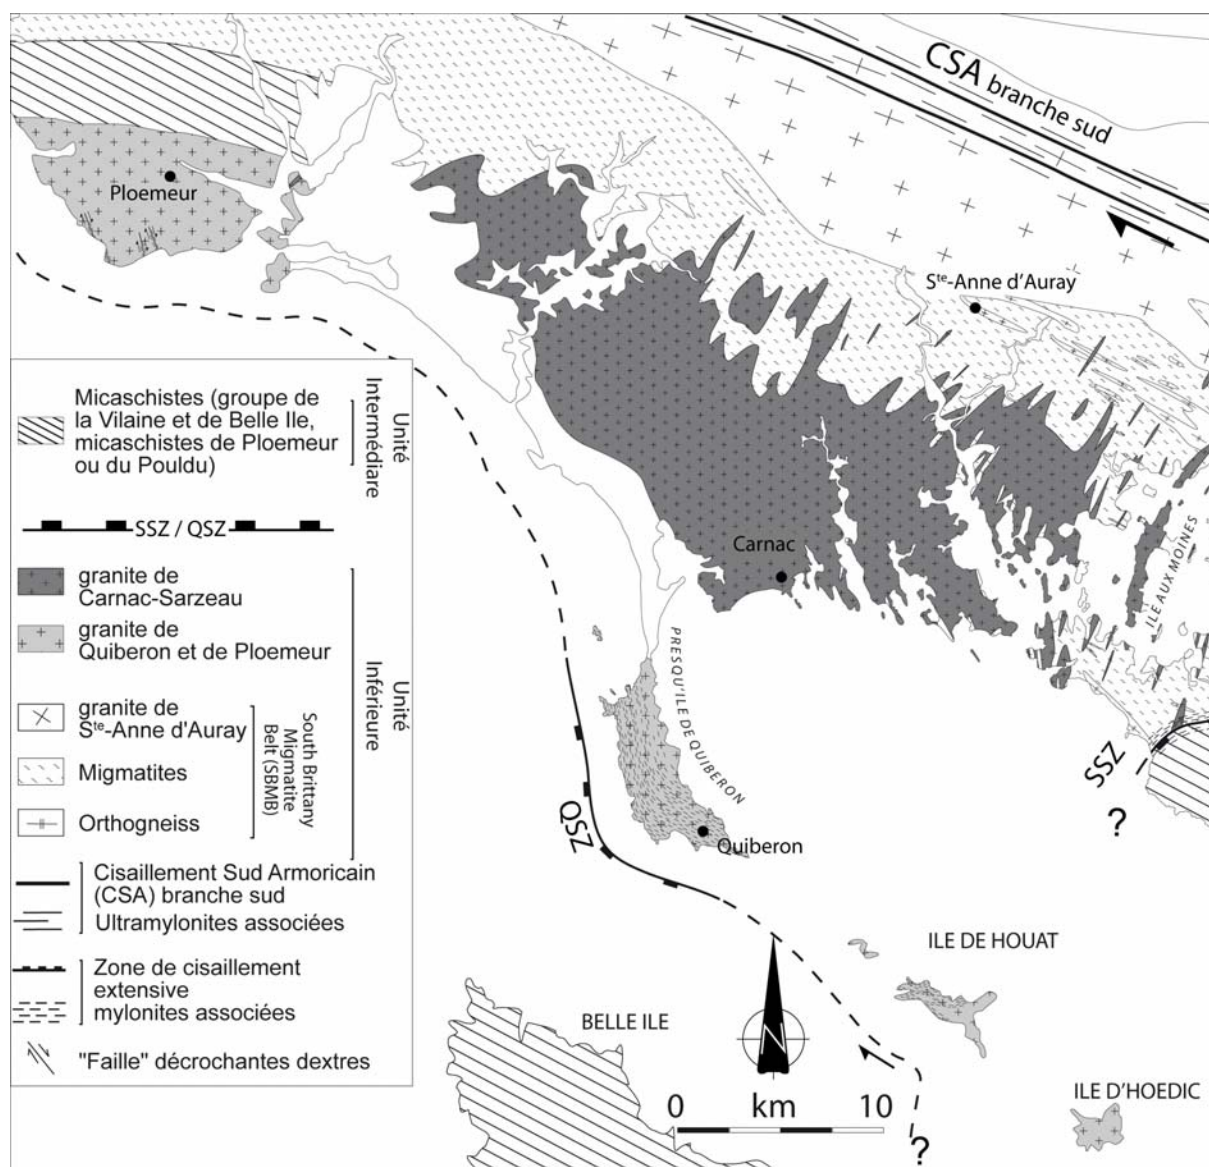 CSA branche sud
Ploemeur
Ste-Anne d'Auray
Carnac
ILE AUX MOINES
PRESQU'ILE DE QUIBERON
SSZ
?
QSZ
Quiberon
ILE DE HOUAT
BELLE ILE
N
ILE D'HOEDIC
0 km 10
?
Micaschistes (groupe de
la Vilaine et de Belle Ile,
micaschistes de Ploemeur
ou du Pouldu)
Unité
Intermédiare
SSZ / QSZ
granite de
Carnac-Sarzeau
granite de
Quiberon et de Ploemeur
granite de
Ste-Anne d'Auray
Migmatites
Orthogneiss
South Brittany
Migmatite
Belt (SBMB)
Unité
Inférieure
Cisaillement Sud Armoricain
(CSA) branche sud
Ultramylonites associées
Zone de cisaillement
extensive
mylonites associées
"Faille" décrochantes dextres